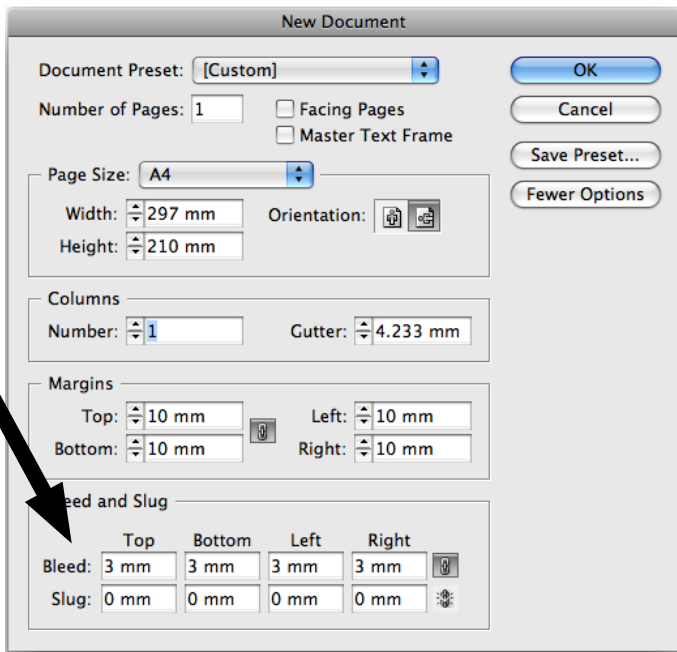 New Document
Document Preset: [Custom] OK
Number of Pages: 1 Facing Pages Cancel
Master Text Frame
Save Preset...
Page Size: A4
Fewer Options
Width: 297 mm Orientation:
Height: 210 mm
Columns
Number: 1 Gutter: 4.233 mm
Margins
Top: 10 mm Left: 10 mm
Bottom: 10 mm Right: 10 mm
eed and Slug
Top Bottom Left Right
Bleed: 3 mm 3 mm 3 mm 3 mm
Slug: 0 mm 0 mm 0 mm 0 mm